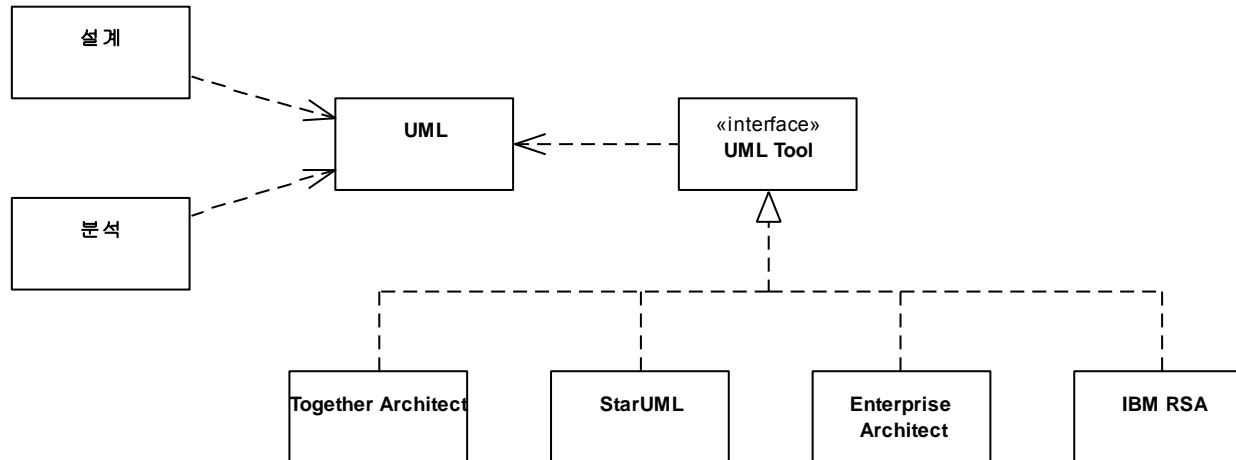 설계
UML
«interface»
UML Tool
분석
Together Architect
StarUML
Enterprise
Architect
IBM RSA